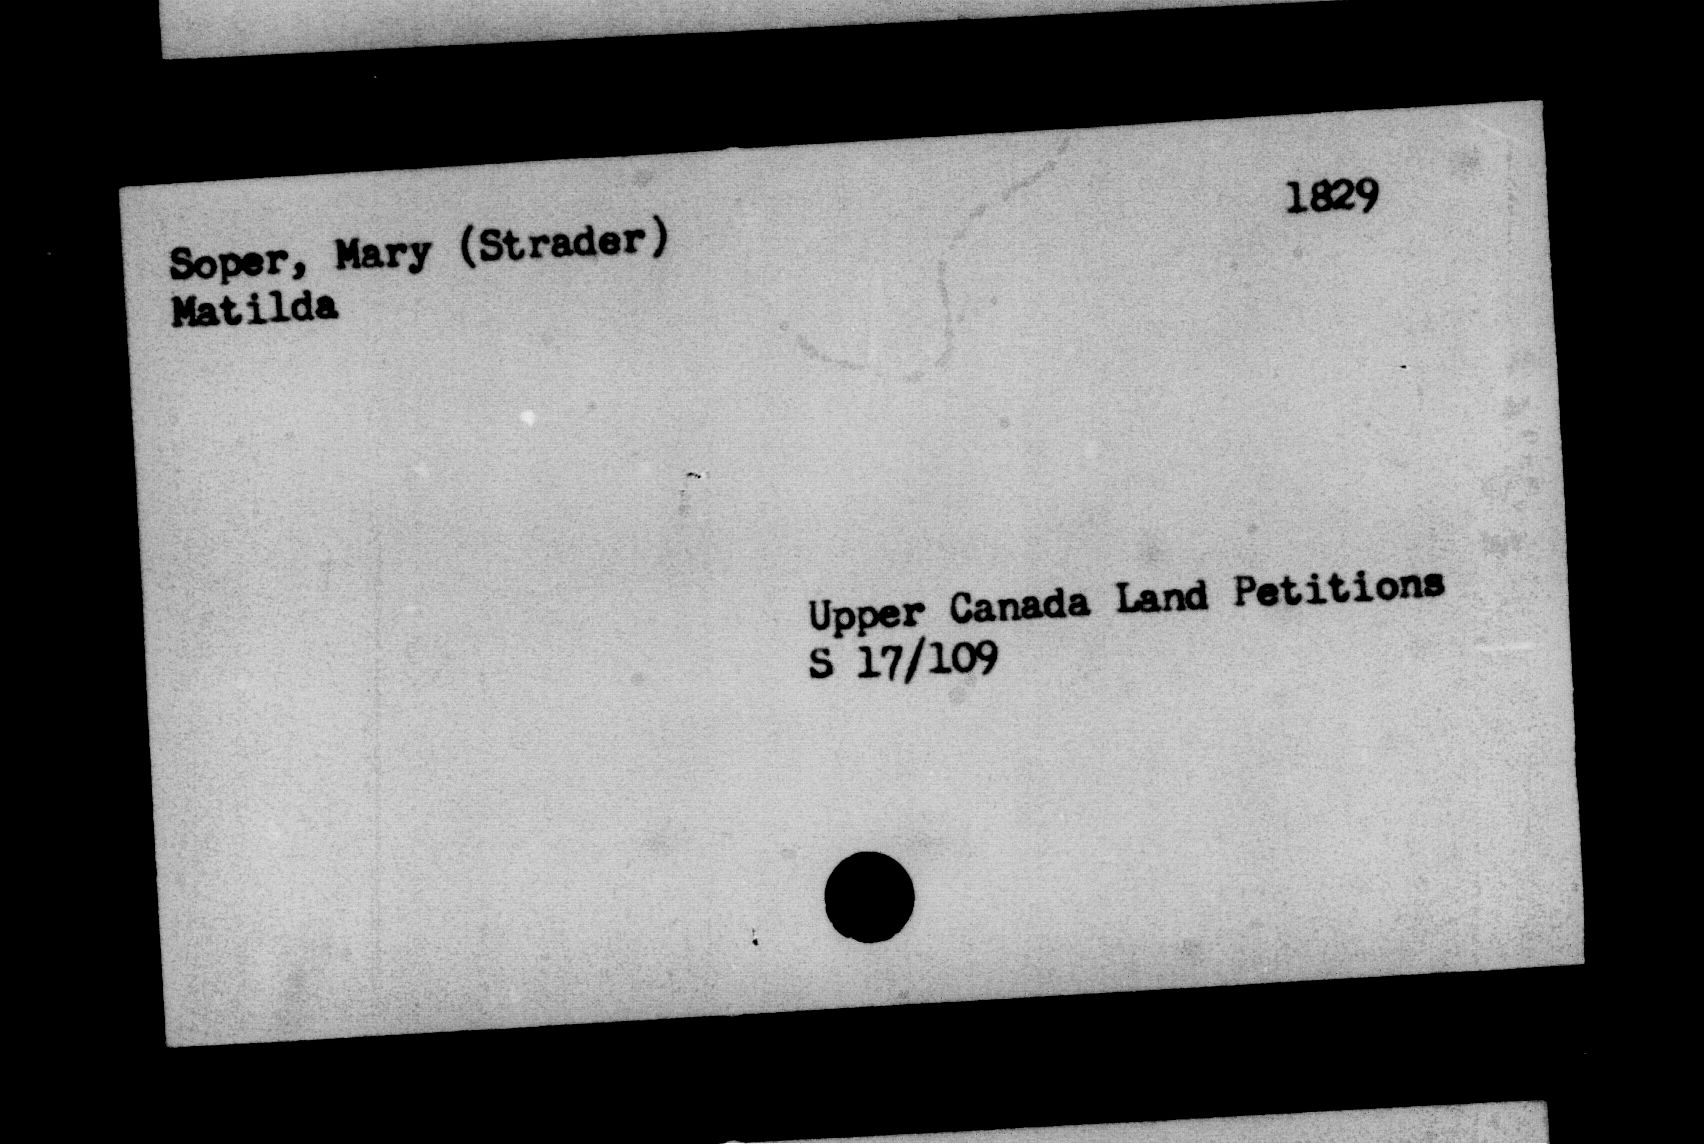 1829
Soper, Mary (Strader)
Matilda
Upper Canada Land Petitions
S 17/109